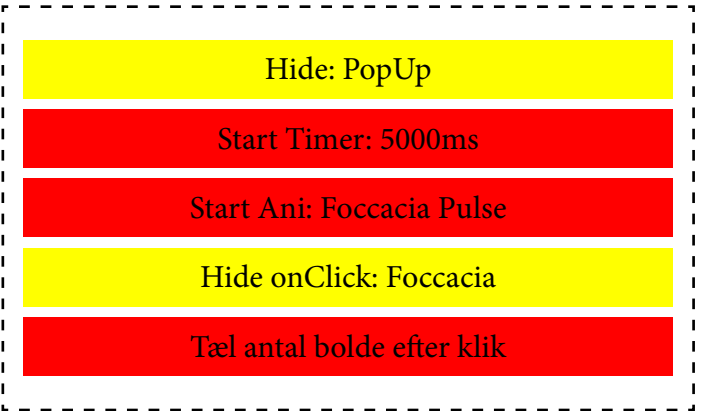 Hide: PopUp
Start Timer: 5000ms
Start Ani: Foccacia Pulse
Hide onClick: Foccacia
Tæl antal bolde efter klik